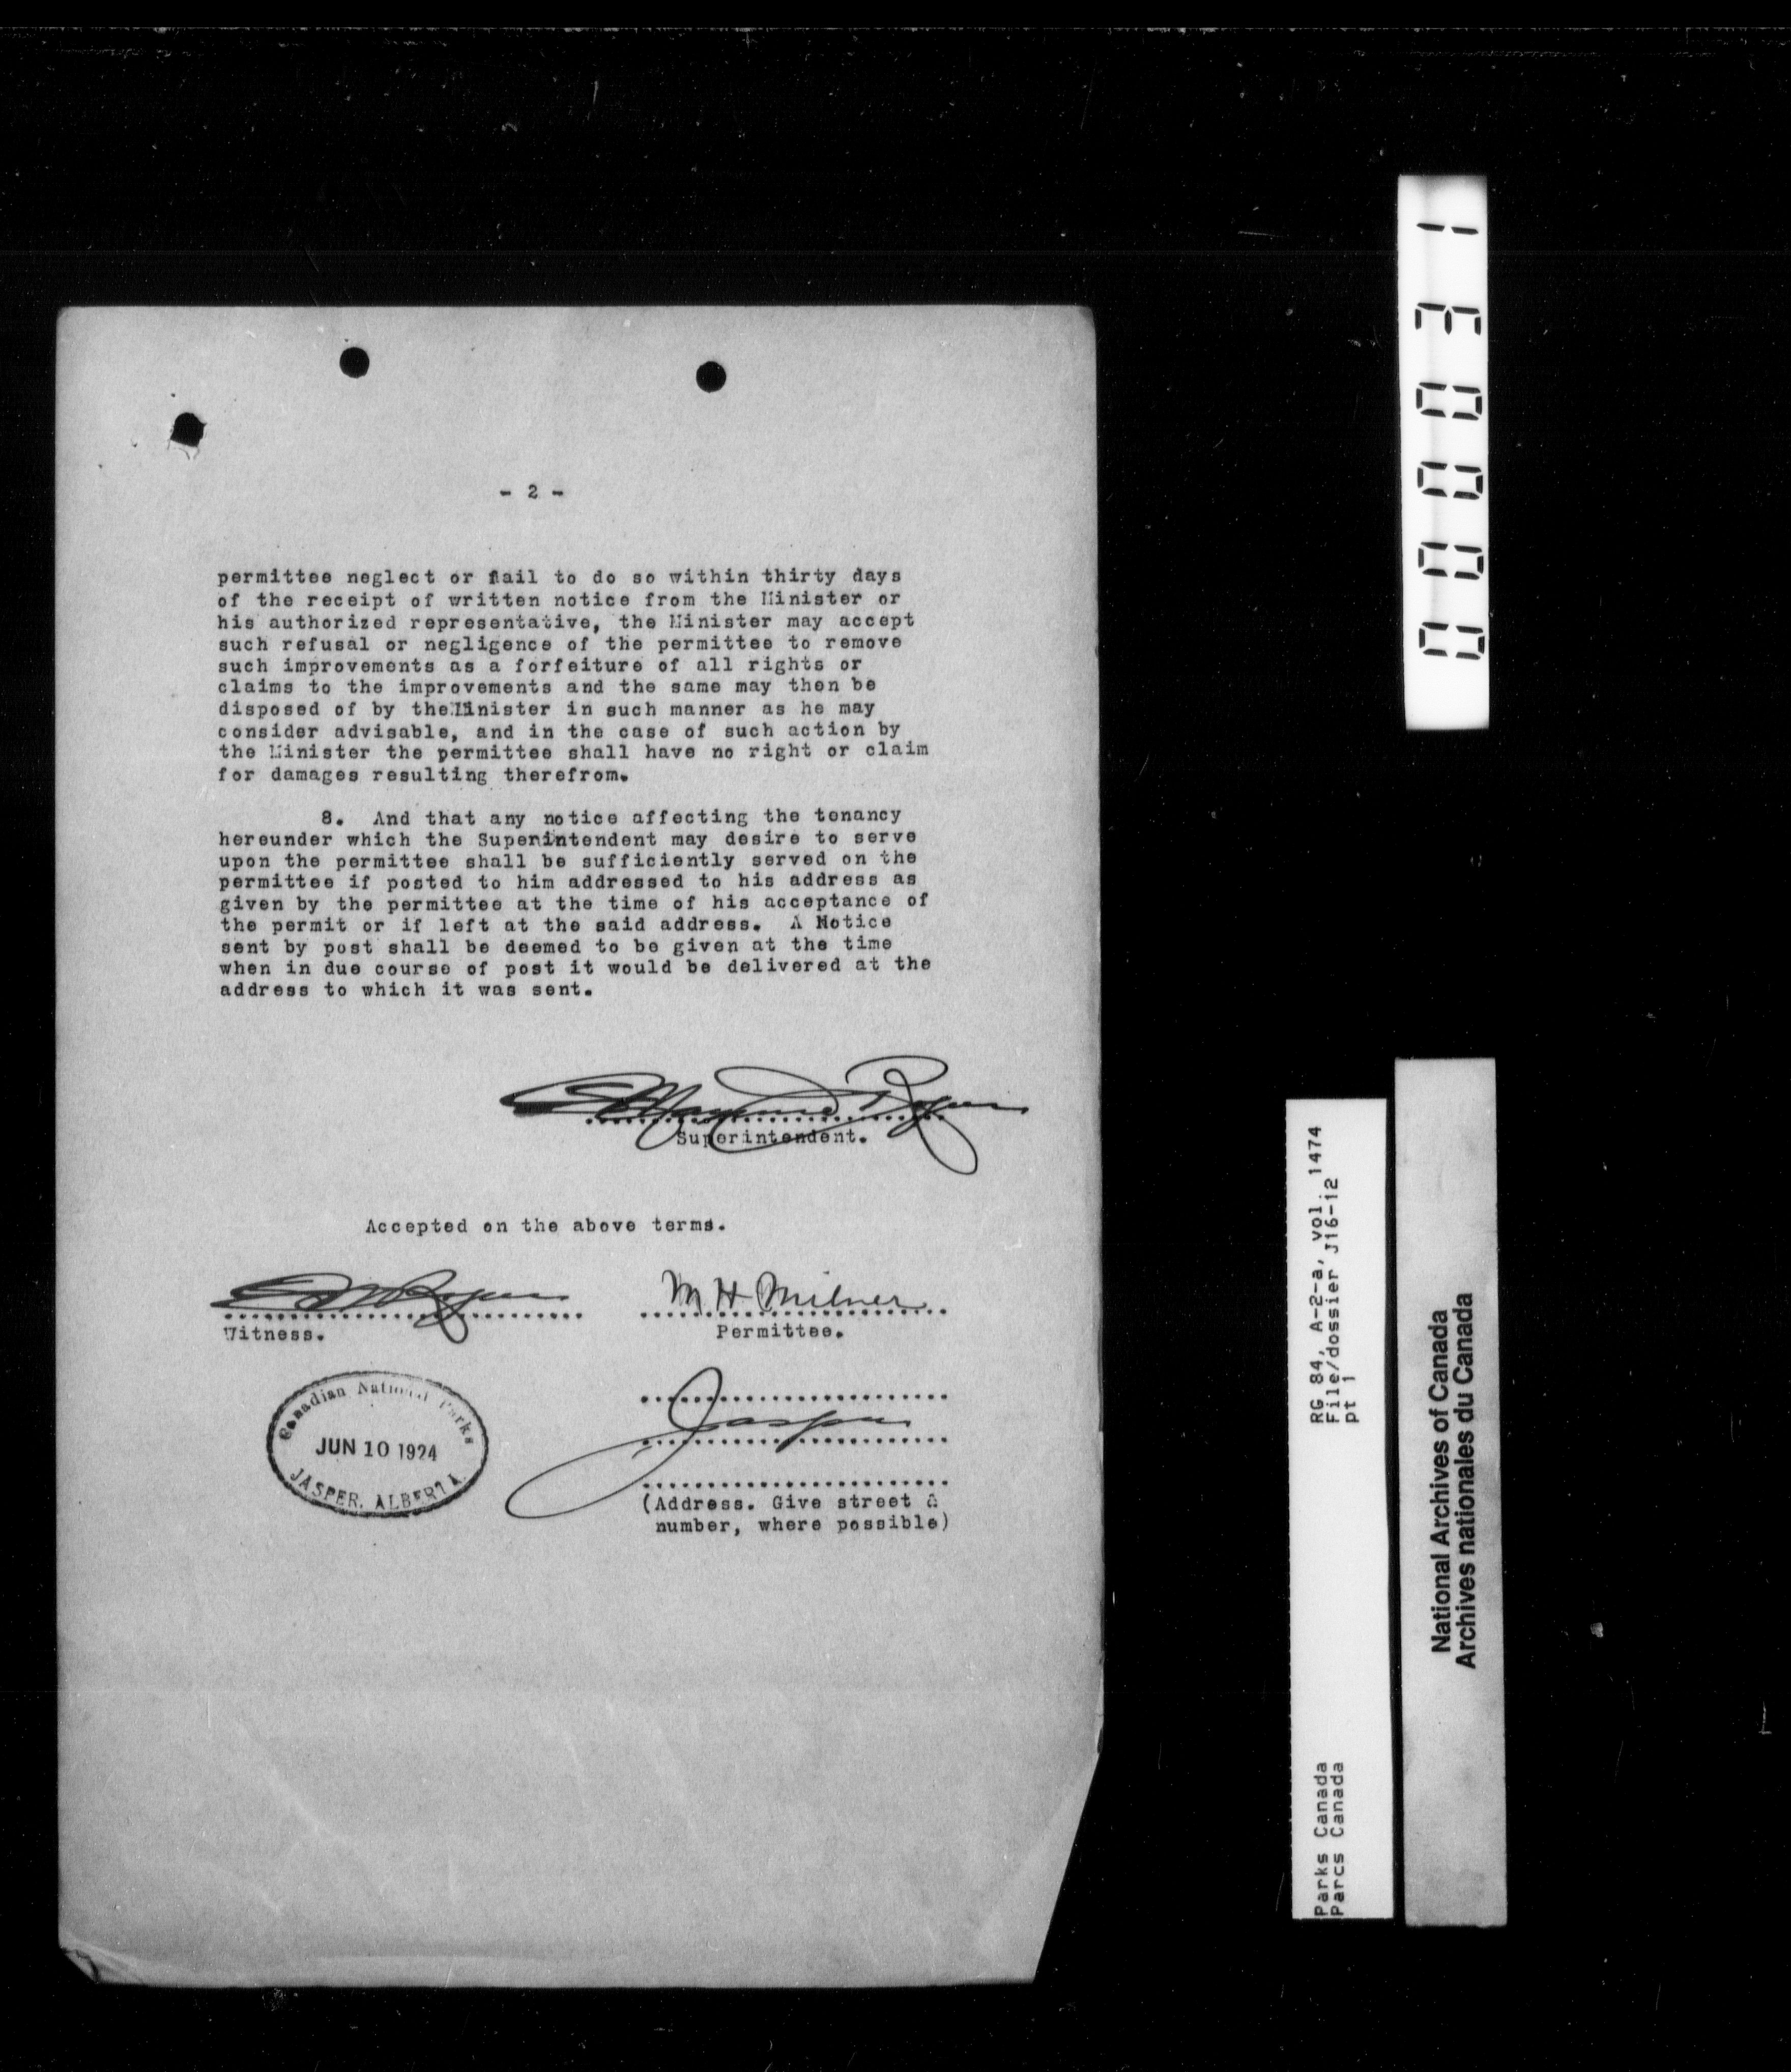 - 2 -
permittee neglect or fail to do so within thirty days
of the receipt of written notice from the Minister or
his authorized representative, the Minister may accept
such refusal or negligence of the permittee to remove
such improvements as a forfeiture of all rights or
claims to the improvements and the same may then be
disposed of by the Minister in such manner as he may
consider advisable, and in the case of such action by
the Minister the permittee shall have no right or claim
for damages resulting therefrom.
8. And that any notice affecting the tenancy
hereunder which the Superintendent may desire to serve
upon the permittee shall be sufficiently served on the
permittee if posted to him addressed to his address as
given by the permittee at the time of his acceptance of
the permit or if left at the said address. A Notice
sent by post shall be deemed to be given at the time
when in due course of post it would be delivered at the
address to which it was sent.
Rogers
Superintendent.
Accepted on the above terms.
Rogers
M H Milner
Witness.
Permittee.
Canadian National Parks
JUN 10 1924
JASPER, ALBERTA
Jasper
(Address. Give street &
number, where possible)
000031
RG 84, A-2-a, vol. 1474
File/dossier J16-12
pt 1
Parks Canada
Parcs Canada
National Archives of Canada
Archives nationales du Canada